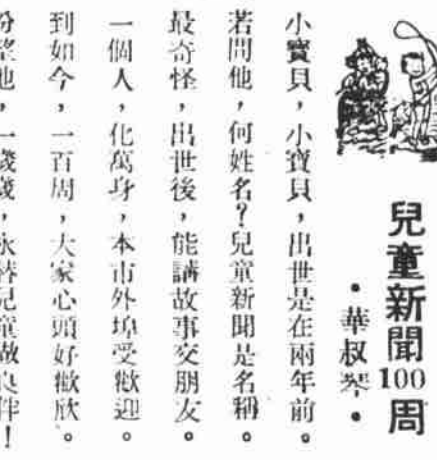 兒童新聞100周
•華叔琴•
小寶貝,小寶貝,出世是在兩年前。
若問他,何姓名?兒童新聞是名稱。
最奇怪,出世後,能講故事交朋友。
一個人,化萬身,本市外埠受歡迎。
到如今,一百周,大家心頭好歡欣。
盼望他,一歲歲,永替兒童做良伴!